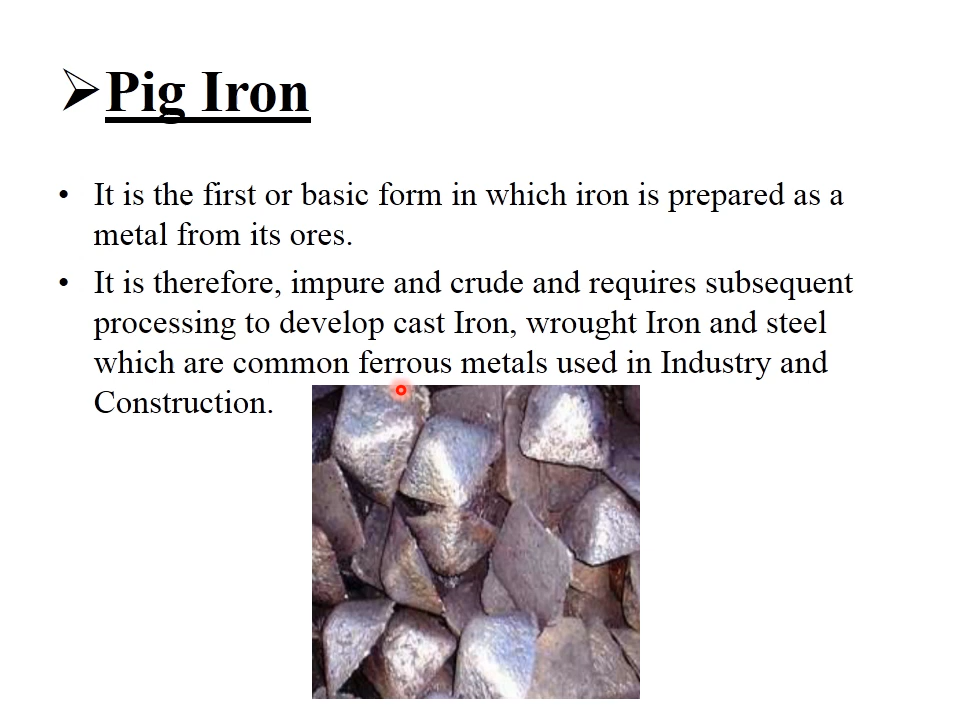 ➢Pig Iron
• It is the first or basic form in which iron is prepared as a
metal from its ores.
• It is therefore, impure and crude and requires subsequent
processing to develop cast Iron, wrought Iron and steel
which are common ferrous metals used in Industry and
Construction.